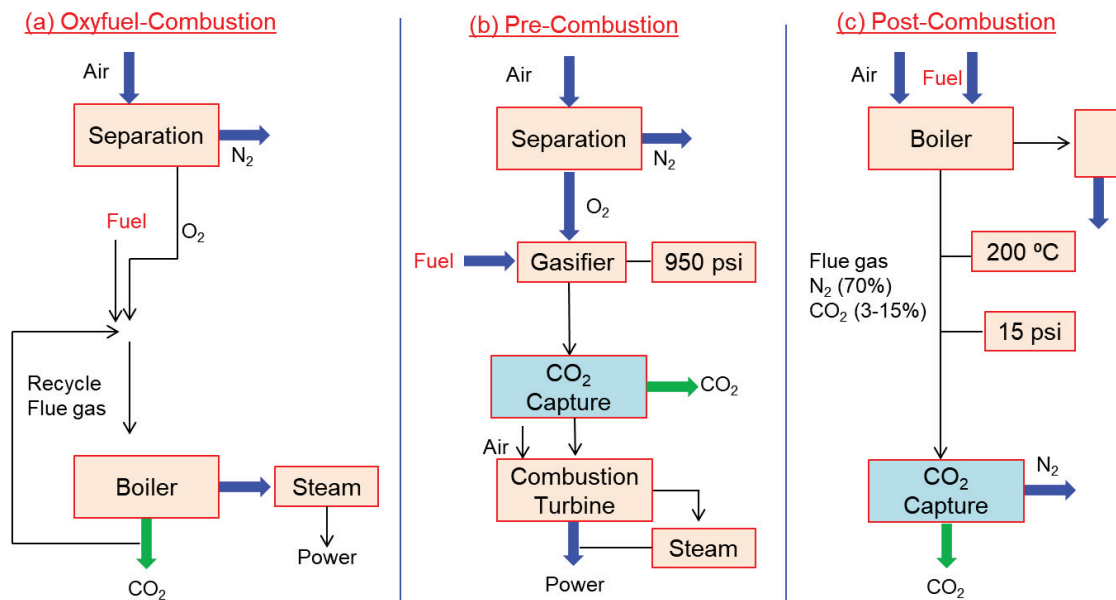 (a) Oxyfuel-Combustion
Air
Separation
N₂
Fuel
O₂
Recycle
Flue gas
Boiler
Steam
Power
CO₂
(b) Pre-Combustion
Air
Separation
N₂
O₂
Fuel
Gasifier
950 psi
CO₂
Capture
CO₂
Air
Combustion
Turbine
Steam
Power
(c) Post-Combustion
Air
Fuel
Boiler
200 ºC
Flue gas
N₂ (70%)
CO₂ (3-15%)
15 psi
CO₂
Capture
N₂
CO₂